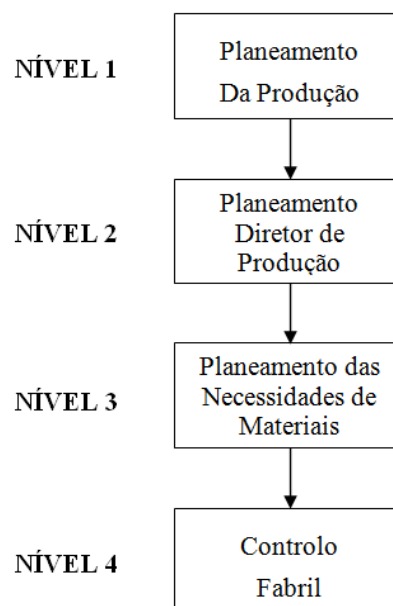 NÍVEL 1
Planeamento
Da Produção
NÍVEL 2
Planeamento
Diretor de
Produção
NÍVEL 3
Planeamento das
Necessidades de
Materiais
NÍVEL 4
Controlo
Fabril